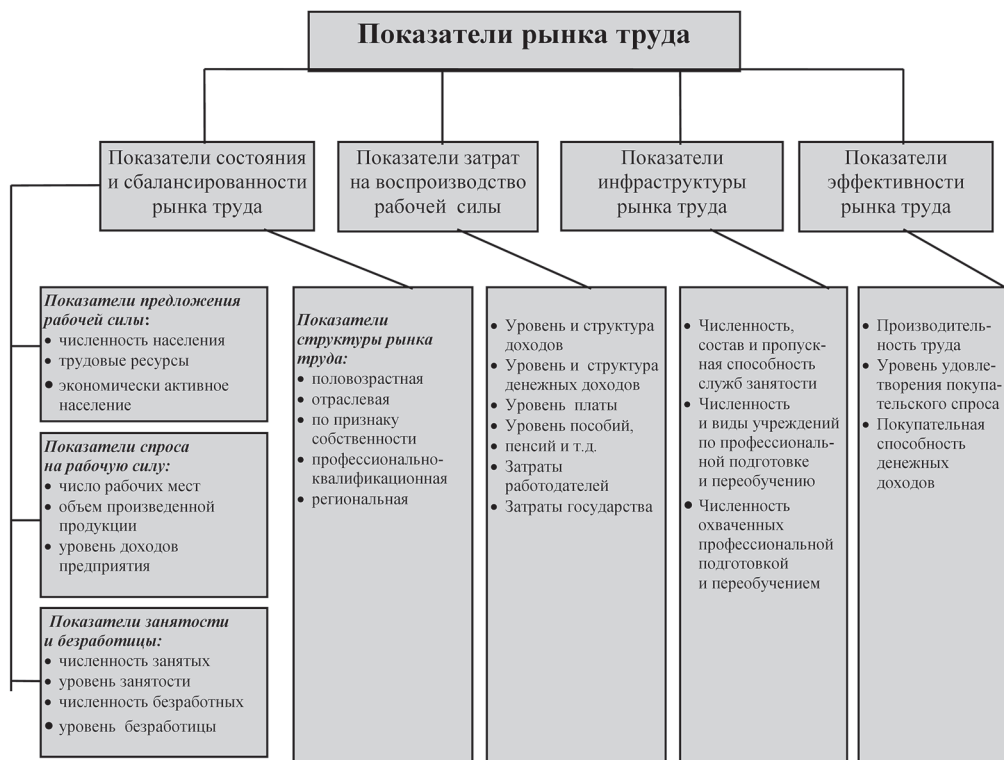 Показатели рынка труда
Показатели состояния
и сбалансированности
рынка труда
Показатели затрат
на воспроизводство
рабочей силы
Показатели
инфраструктуры
рынка труда
Показатели
эффективности
рынка труда
Показатели предложения
рабочей силы:
• численность населения
• трудовые ресурсы
• экономически активное
население
Показатели спроса
на рабочую силу:
• число рабочих мест
• объем произведенной
продукции
• уровень доходов
предприятия
Показатели занятости
и безработицы:
• численность занятых
• уровень занятости
• численность безработных
• уровень безработицы
Показатели
структуры рынка
труда:
• половозрастная
• отраслевая
• по признаку
собственности
• профессионально-
квалификационная
• региональная
• Уровень и структура
доходов
• Уровень и структура
денежных доходов
• Уровень платы
• Уровень пособий,
• пенсий и т.д.
• Затраты
работодателей
• Затраты государства
• Численность,
состав и пропуск-
ная способность
служб занятости
• Численность
и виды учреждений
по профессиональ-
ной подготовке
и переобучению
• Численность
охваченных
профессиональной
подготовкой
и переобучением
• Производитель-
ность труда
• Уровень удовле-
творения покупа-
тельского спроса
• Покупательная
способность
денежных
доходов